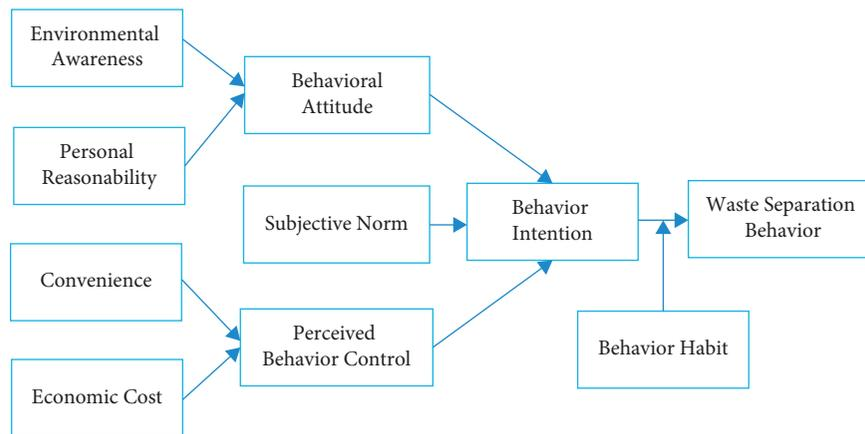 Environmental
Awareness
Personal
Reasonability
Convenience
Economic Cost
Behavioral
Attitude
Subjective Norm
Perceived
Behavior Control
Behavior
Intention
Behavior Habit
Waste Separation
Behavior